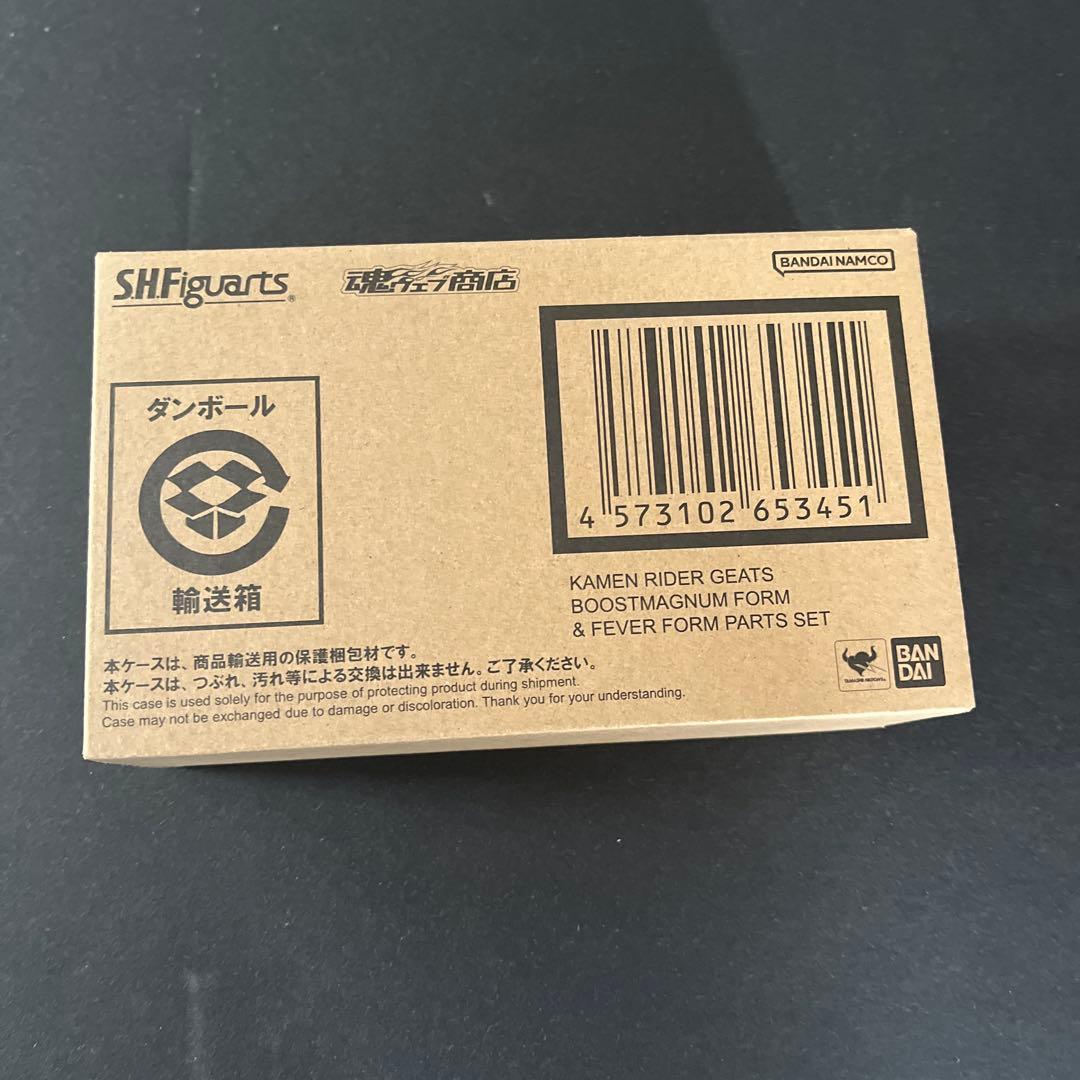 S.H.Figuarts®
魂ウェブ商店
BANDAI NAMCO
ダンボール
輸送箱
4 573102 653451
KAMEN RIDER GEATS
BOOSTMAGNUM FORM
& FEVER FORM PARTS SET
本ケースは、商品輸送用の保護梱包材です。
本ケースは、つぶれ、汚れ等による交換は出来ません。ご了承ください。
This case is used solely for the purpose of protecting product during shipment.
Case may not be exchanged due to damage or discoloration. Thank you for your understanding.
TAMASHII NATIONS
BAN
DAI